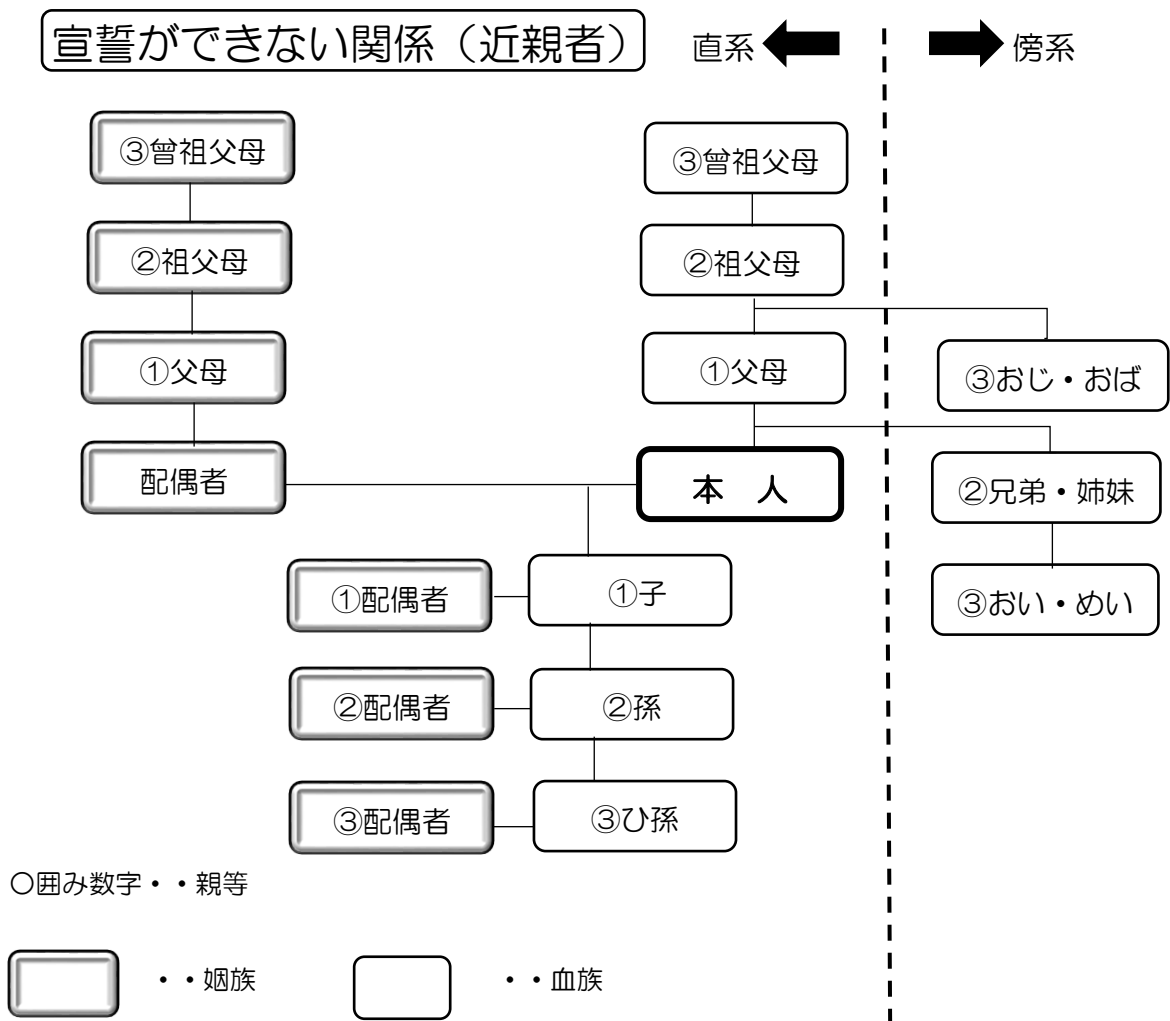 宣誓ができない関係（近親者）
直系
傍系
③曾祖父母
③曾祖父母
②祖父母
②祖父母
①父母
①父母
③おじ・おば
配偶者
本　人
②兄弟・姉妹
①配偶者
①子
③おい・めい
②配偶者
②孫
③配偶者
③ひ孫
○囲み数字・・親等
・・姻族
・・血族